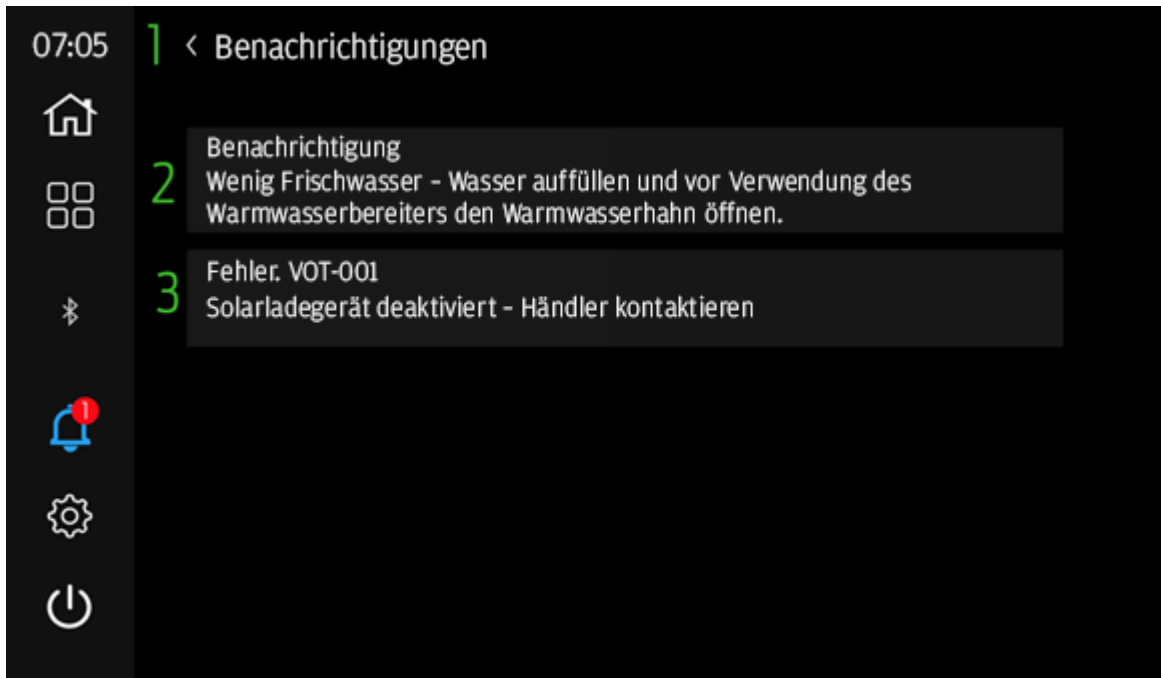 07:05
1 < Benachrichtigungen
2
Benachrichtigung
Wenig Frischwasser – Wasser auffüllen und vor Verwendung des
Warmwasserbereiters den Warmwasserhahn öffnen.
3
Fehler. VOT-001
Solarladegerät deaktiviert – Händler kontaktieren
1